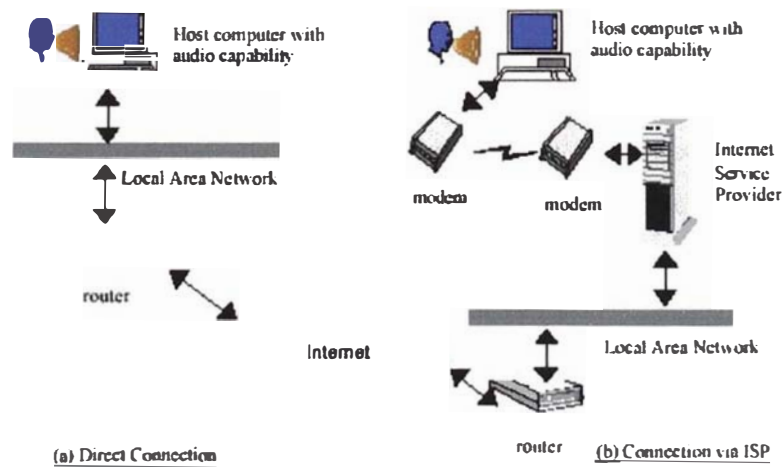 Host computer with
audio capability
Local Area Network
router
Internet
(a) Direct Connection
Host computer with
audio capability
modem
modem
Internet
Service
Provider
Local Area Network
router
(b) Connection via ISP